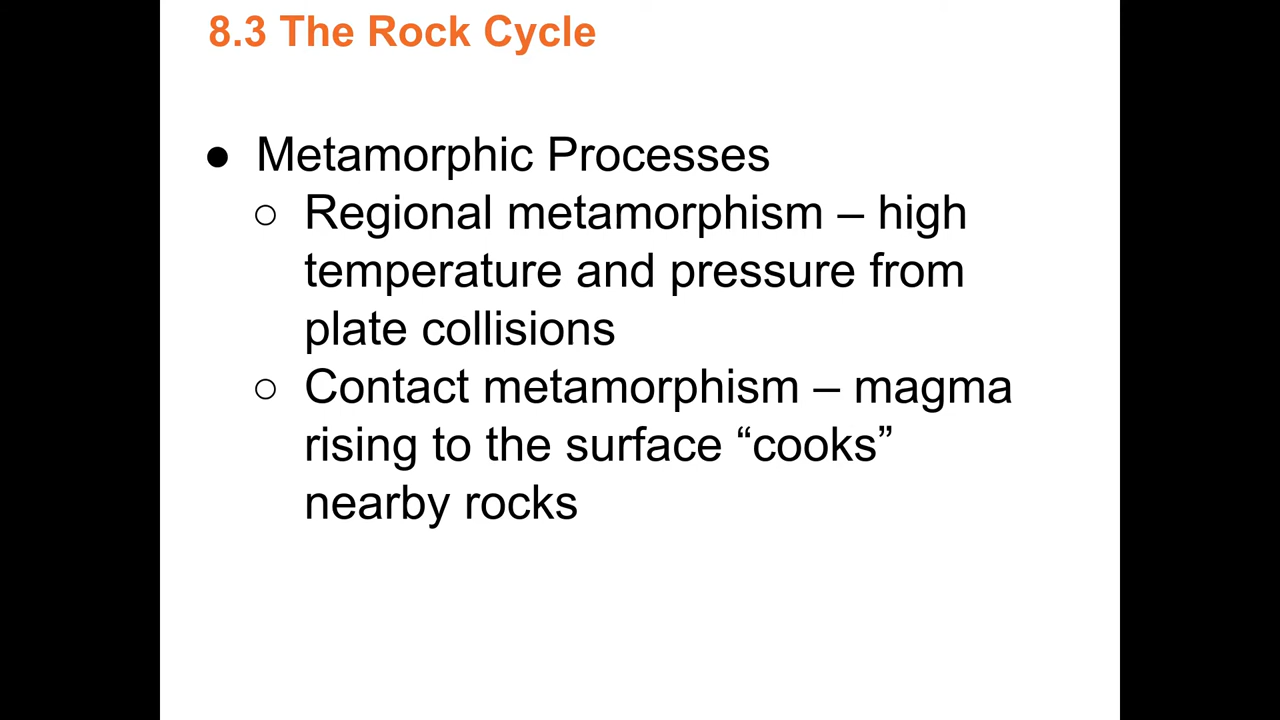 8.3 The Rock Cycle
● Metamorphic Processes
○ Regional metamorphism – high
temperature and pressure from
plate collisions
○ Contact metamorphism – magma
rising to the surface “cooks”
nearby rocks